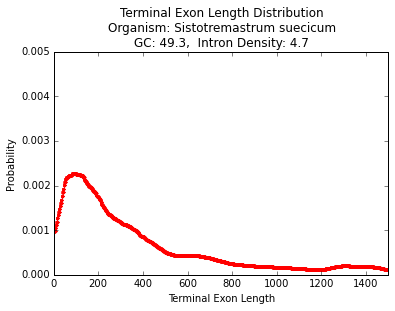 Terminal Exon Length Distribution
Organism: Sistotremastrum suecicum
GC: 49.3,  Intron Density: 4.7
0.005
0.004
0.003
0.002
0.001
0.000
Probability
0 200 400 600 800 1000 1200 1400
Terminal Exon Length